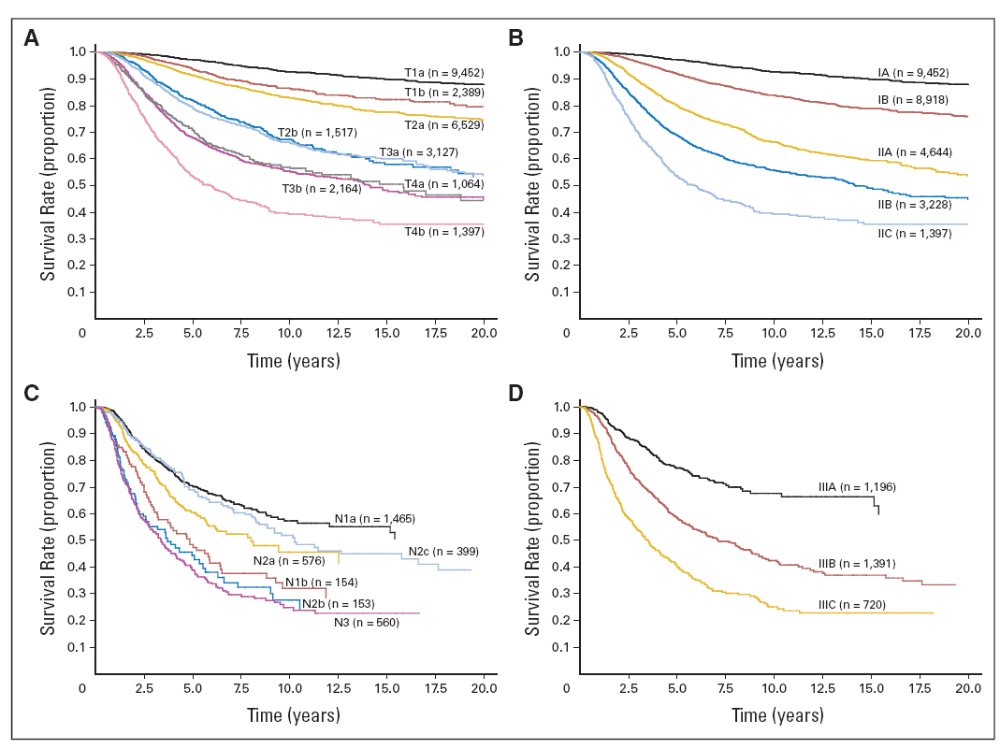 A
Survival Rate (proportion)
1.0
0.9
0.8
0.7
0.6
0.5
0.4
0.3
0.2
0.1
T1a (n = 9,452)
T1b (n = 2,389)
T2a (n = 6,529)
T2b (n = 1,517)
T3a (n = 3,127)
T4a (n = 1,064)
T3b (n = 2,164)
T4b (n = 1,397)
0 2.5 5.0 7.5 10.0 12.5 15.0 17.5 20.0
Time (years)
B
Survival Rate (proportion)
1.0
0.9
0.8
0.7
0.6
0.5
0.4
0.3
0.2
0.1
IA (n = 9,452)
IB (n = 8,918)
IIA (n = 4,644)
IIB (n = 3,228)
IIC (n = 1,397)
0 2.5 5.0 7.5 10.0 12.5 15.0 17.5 20.0
Time (years)
C
Survival Rate (proportion)
1.0
0.9
0.8
0.7
0.6
0.5
0.4
0.3
0.2
0.1
N1a (n = 1,465)
N2c (n = 399)
N2a (n = 576)
N1b (n = 154)
N2b (n = 153)
N3 (n = 560)
0 2.5 5.0 7.5 10.0 12.5 15.0 17.5 20.0
Time (years)
D
Survival Rate (proportion)
1.0
0.9
0.8
0.7
0.6
0.5
0.4
0.3
0.2
0.1
IIIA (n = 1,196)
IIIB (n = 1,391)
IIIC (n = 720)
0 2.5 5.0 7.5 10.0 12.5 15.0 17.5 20.0
Time (years)